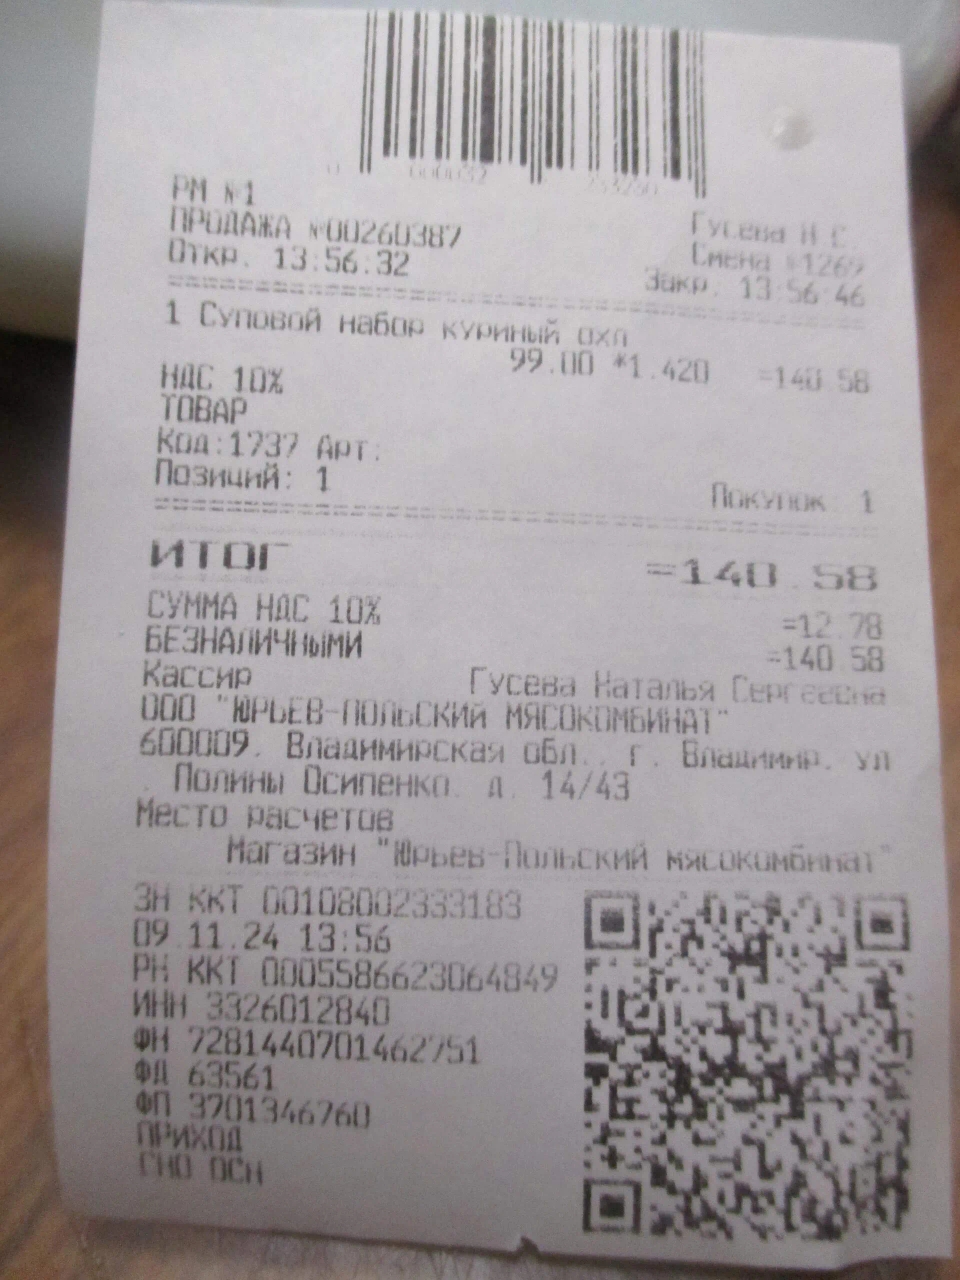 РМ №1
ПРОДАЖА №00260387 Гусева Н С
Смена №1269
Откр. 13:56:32 Закр. 13:56:46
1 Суповой набор куриный охл
99.00 *1.420 =140.58
НДС 10%
ТОВАР
Код:1737 Арт:
Позиций: 1 Покупок: 1
ИТОГ =140.58
СУММА НДС 10% =12.78
БЕЗНАЛИЧНЫМИ =140.58
Кассир Гусева Наталья Сергеевна
ООО "ЮРЬЕВ-ПОЛЬСКИЙ МЯСОКОМБИНАТ"
600009, Владимирская обл., г. Владимир, ул
. Полины Осипенко, д. 14/43
Место расчетов
Магазин "Юрьев-Польский мясокомбинат"
ЗН ККТ 00108002333183
09.11.24 13:56
РН ККТ 0005586623064849
ИНН 3326012840
ФН 7281440701462751
ФД 63561
ФП 3701346760
ПРИХОД
СНО ОСН